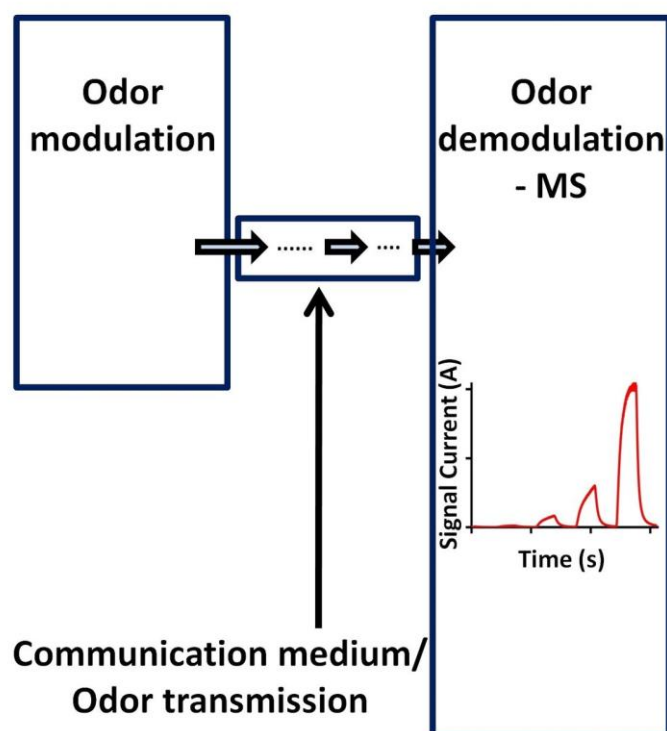 Odor
modulation
Odor
demodulation
- MS
...... ....
Signal Current (A)
Time (s)
Communication medium/
Odor transmission